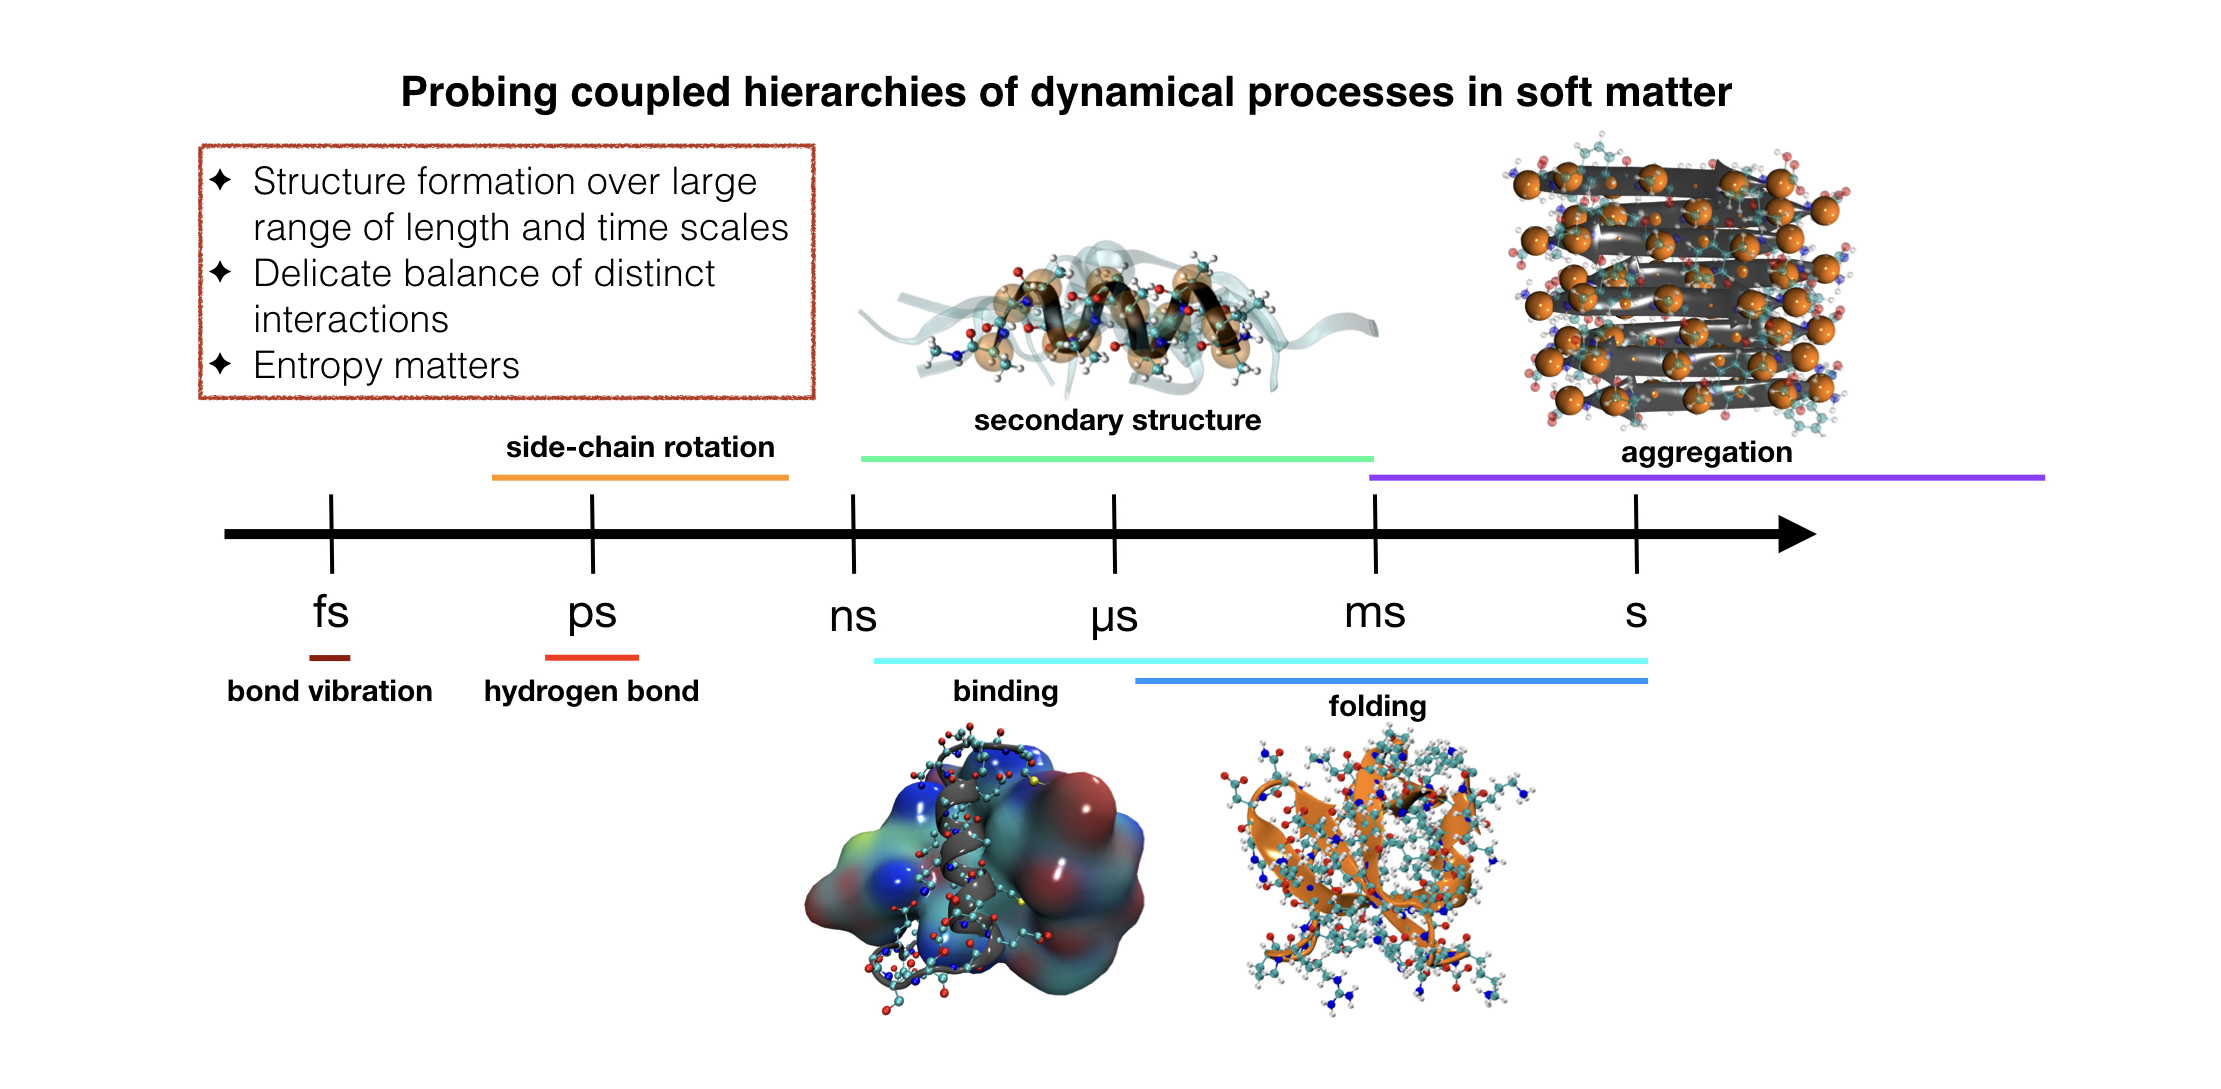 Probing coupled hierarchies of dynamical processes in soft matter
✦ Structure formation over large
range of length and time scales
✦ Delicate balance of distinct
interactions
✦ Entropy matters
side-chain rotation
secondary structure
aggregation
fs
ps
ns
µs
ms
s
bond vibration
hydrogen bond
binding
folding